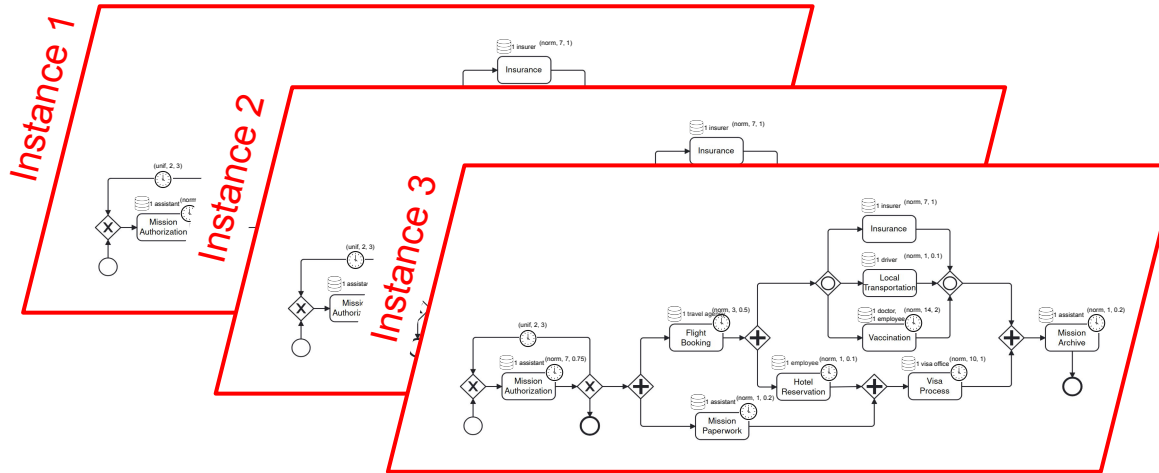 Instance 1
1 insurer (norm, 7, 1)
Insurance
(unif, 2, 3)
1 assistant (norm
Mission
Authorization
Instance 2
1 insurer (norm, 7, 1)
Insurance
(unif, 2, 3)
1 assista
Authoriz
Instance 3
1 insurer (norm, 7, 1)
Insurance
1 driver (norm, 1, 0.1)
Local
Transportation
1 doctor,
1 employee
(norm, 14, 2)
Vaccination
1 travel agency (norm, 3, 0.5)
Flight
Booking
(unif, 2, 3)
1 assistant (norm, 7, 0.75)
Mission
Authorization
1 employee (norm, 1, 0.1)
Hotel
Reservation
1 visa office (norm, 10, 1)
Visa
Process
1 assistant (norm, 1, 0.2)
Mission
Archive
1 assistant (norm, 1, 0.2)
Mission
Paperwork